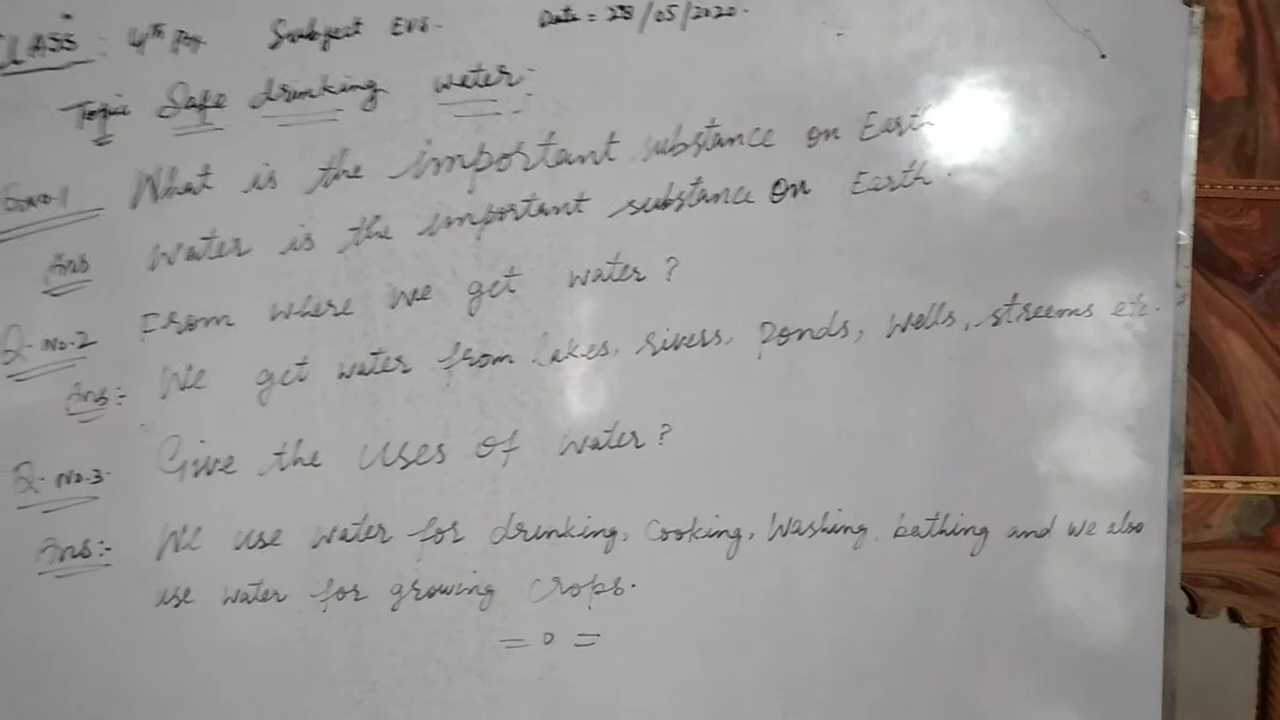 CLASS: 4th Subject EVS. Date = 28/05/2020.
Topic Safe drinking water:
What is the important substance on Earth
Ans Water is the important substance on Earth.
Q. No.2 From where we get water?
Ans:- We get water from lakes, rivers, ponds, wells, streems etc.
Q. No.3. Give the uses of water?
Ans:- We use water for drinking, cooking, Washing, bathing and we also
use water for growing crops.
= 0 =